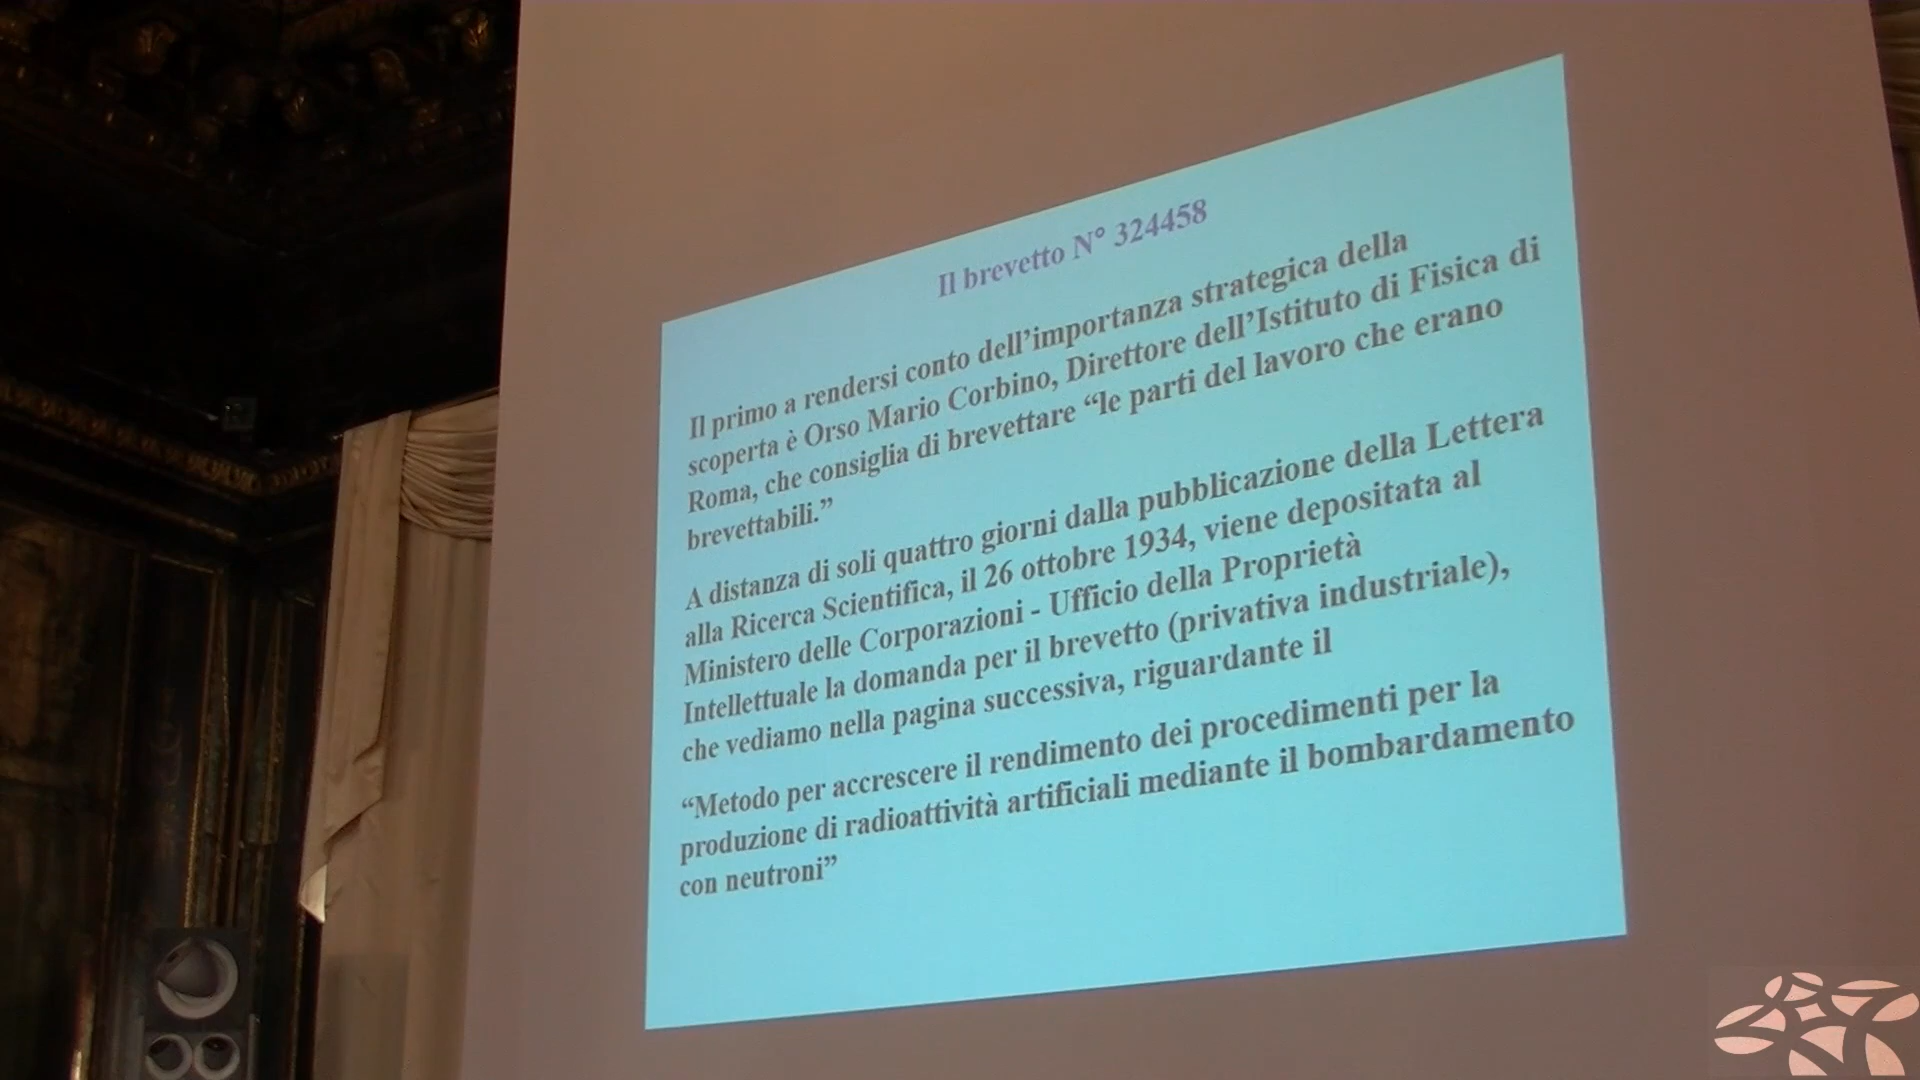 Il brevetto N° 324458
Il primo a rendersi conto dell’importanza strategica della
scoperta è Orso Mario Corbino, Direttore dell’Istituto di Fisica di
Roma, che consiglia di brevettare “le parti del lavoro che erano
brevettabili.”
A distanza di soli quattro giorni dalla pubblicazione della Lettera
alla Ricerca Scientifica, il 26 ottobre 1934, viene depositata al
Ministero delle Corporazioni - Ufficio della Proprietà
Intellettuale la domanda per il brevetto (privativa industriale),
che vediamo nella pagina successiva, riguardante il
“Metodo per accrescere il rendimento dei procedimenti per la
produzione di radioattività artificiali mediante il bombardamento
con neutroni”